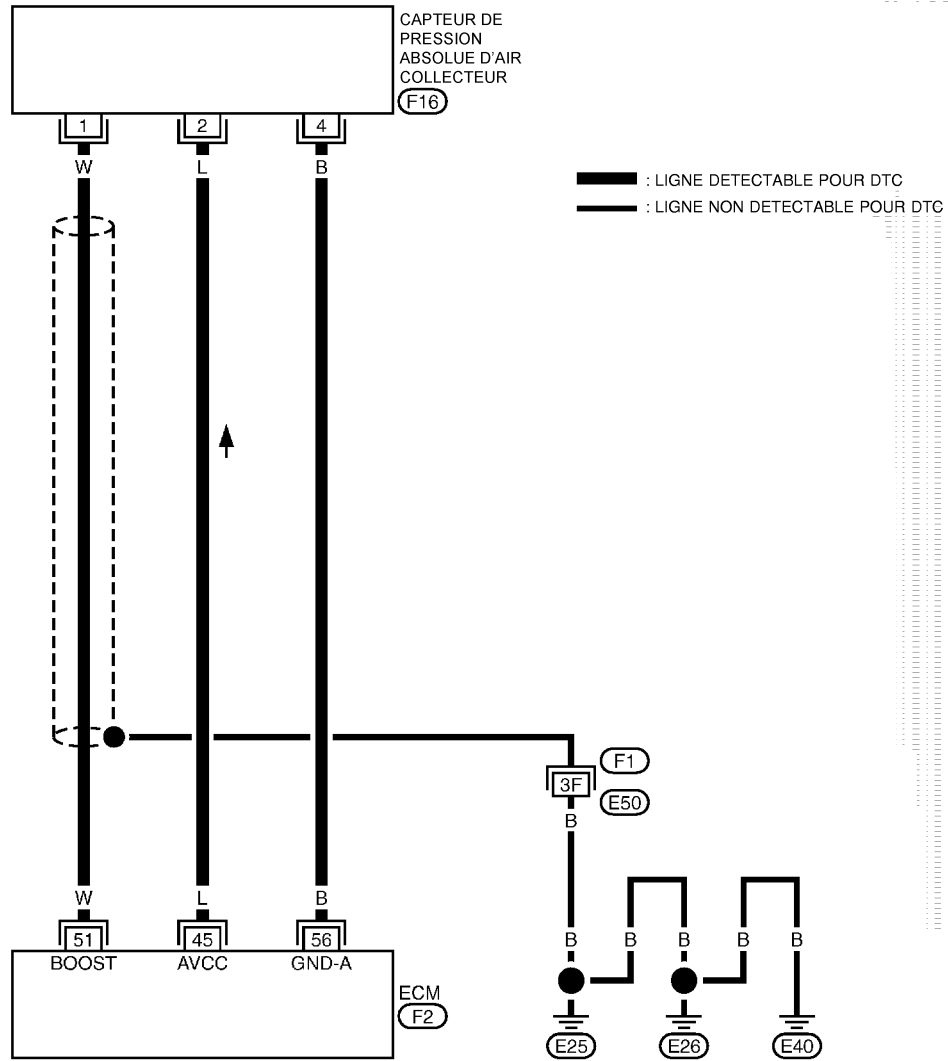 CAPTEUR DE
PRESSION
ABSOLUE D'AIR
COLLECTEUR
F16
1 2 4
W L B
: LIGNE DETECTABLE POUR DTC
: LIGNE NON DETECTABLE POUR DTC
F1
3F
E50
B
W L B
51 45 56
BOOST AVCC GND-A
ECM
F2
B B B B B
E25 E26 E40